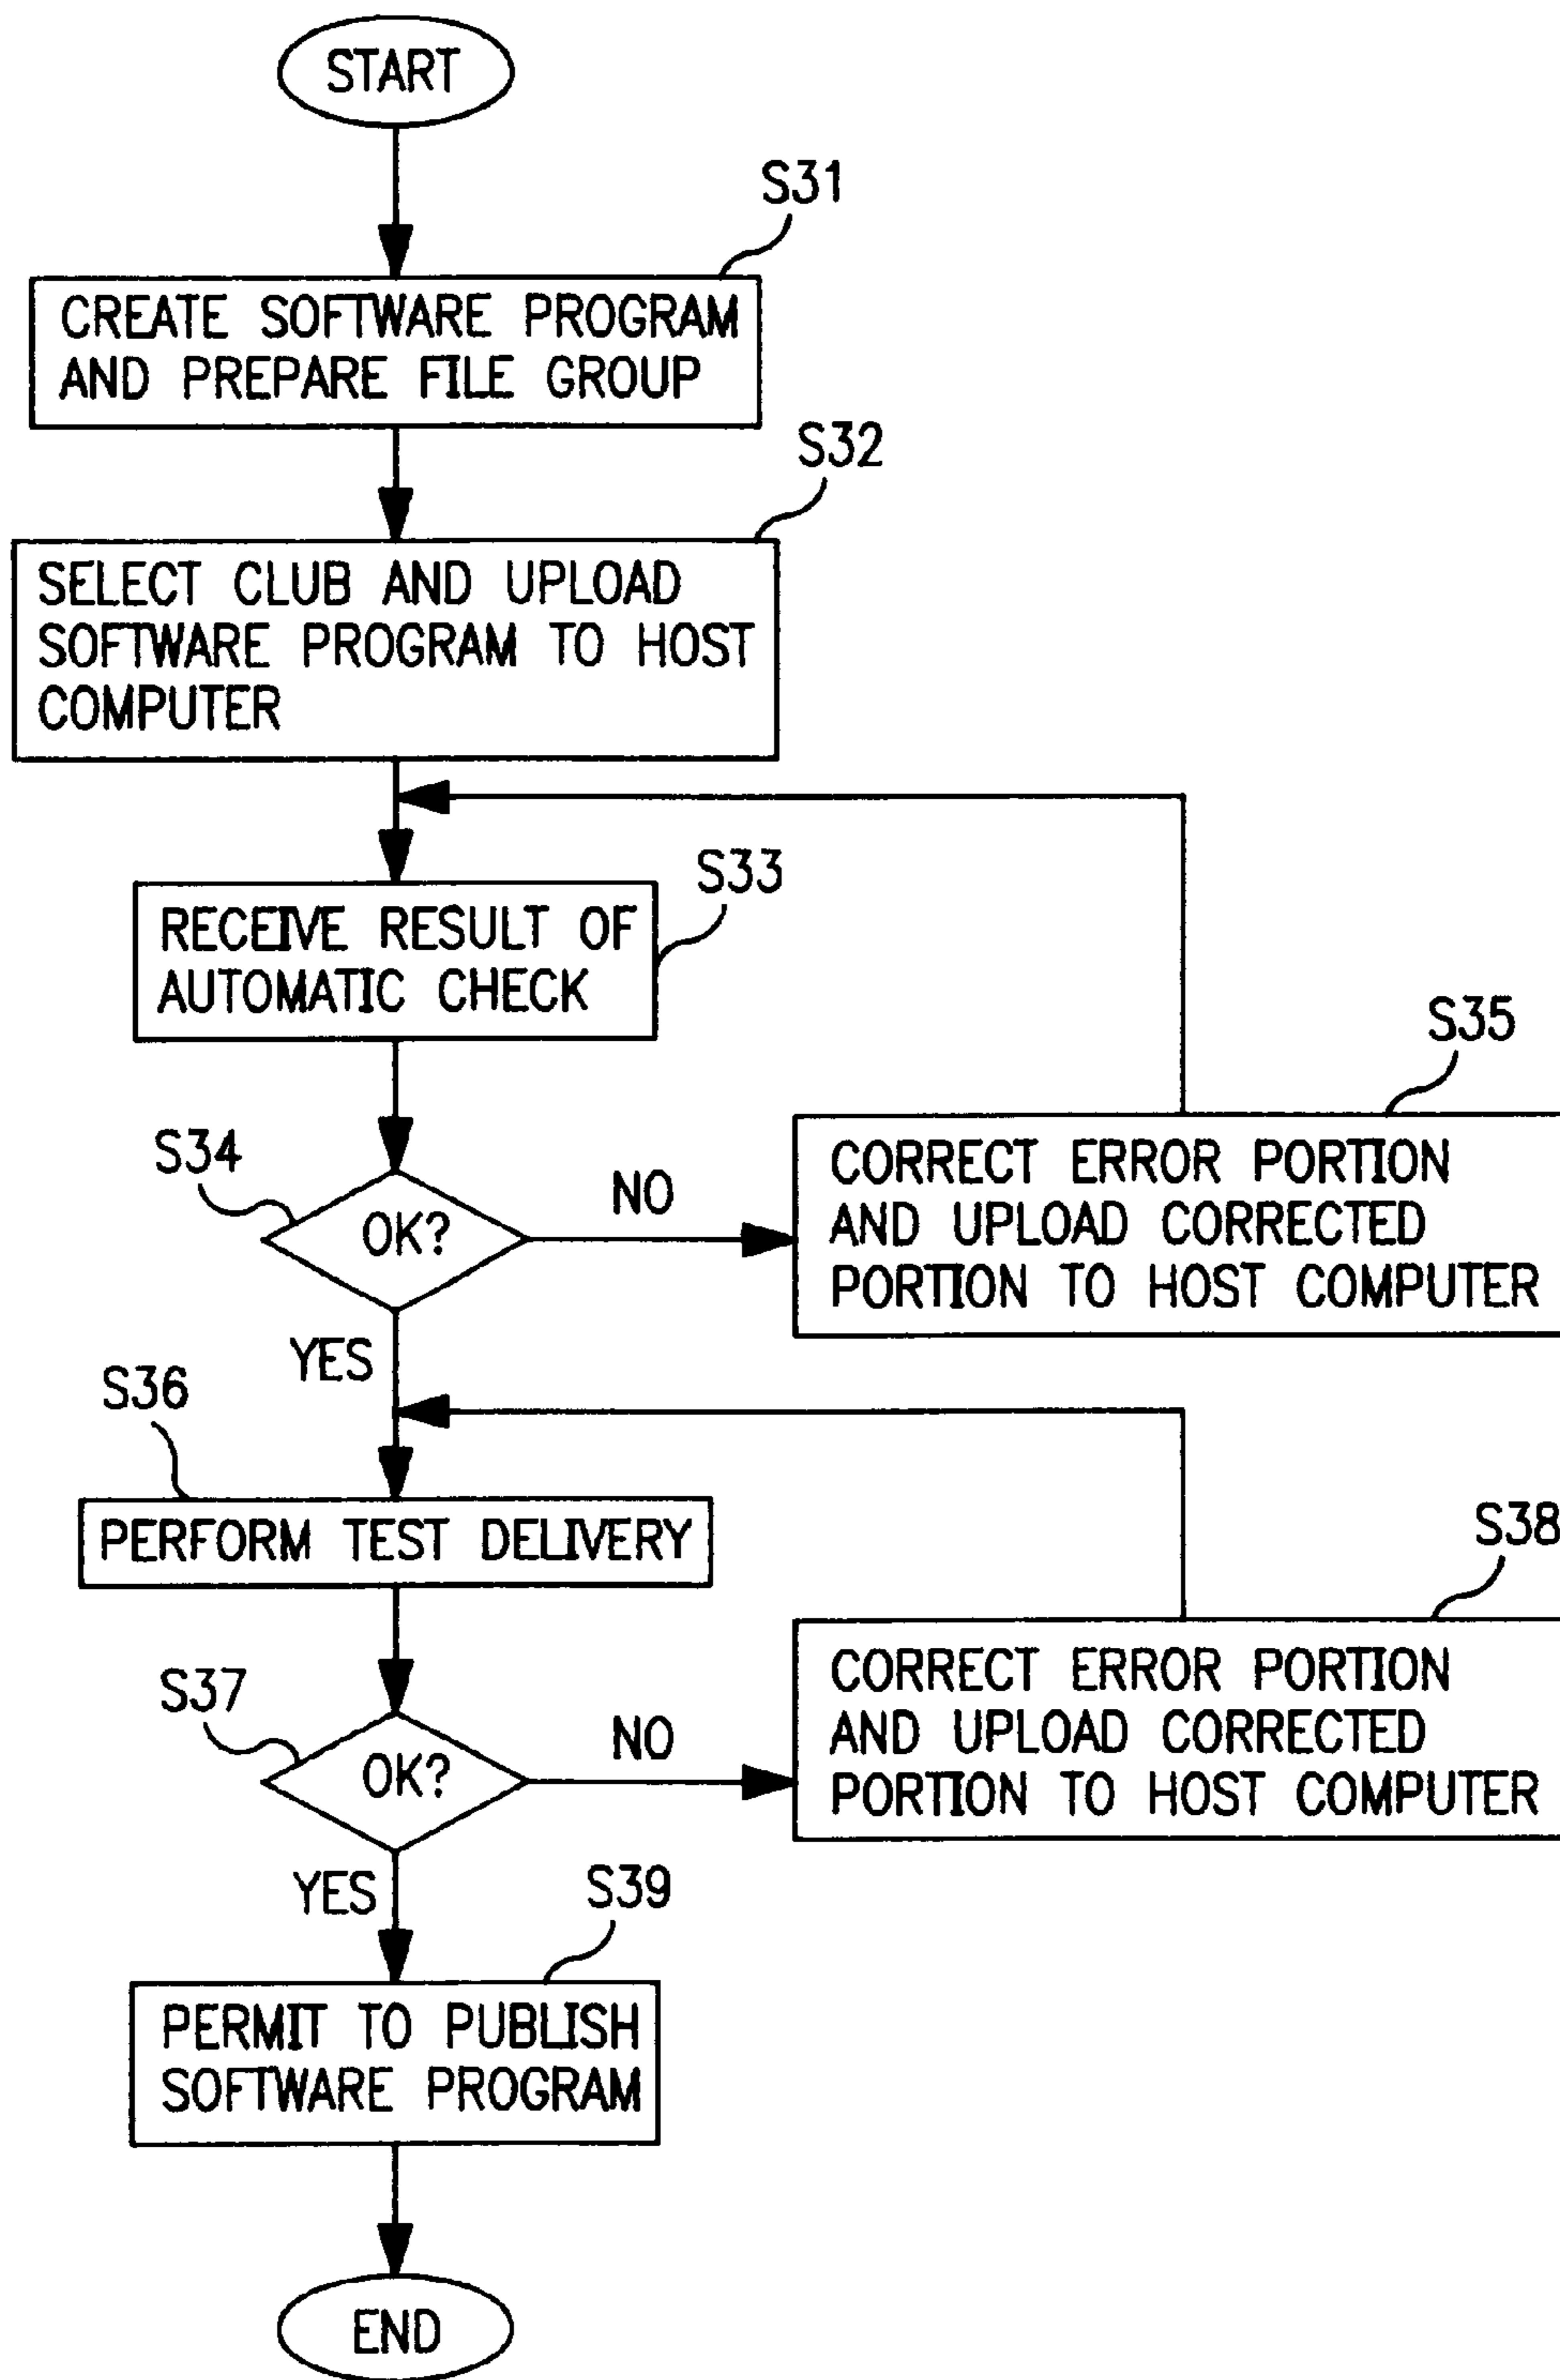 START
S31
CREATE SOFTWARE PROGRAM
AND PREPARE FILE GROUP
S32
SELECT CLUB AND UPLOAD
SOFTWARE PROGRAM TO HOST
COMPUTER
S33
RECEIVE RESULT OF
AUTOMATIC CHECK
S34
OK?
NO
S35
CORRECT ERROR PORTION
AND UPLOAD CORRECTED
PORTION TO HOST COMPUTER
YES
S36
PERFORM TEST DELIVERY
S37
OK?
NO
S38
CORRECT ERROR PORTION
AND UPLOAD CORRECTED
PORTION TO HOST COMPUTER
YES
S39
PERMIT TO PUBLISH
SOFTWARE PROGRAM
END